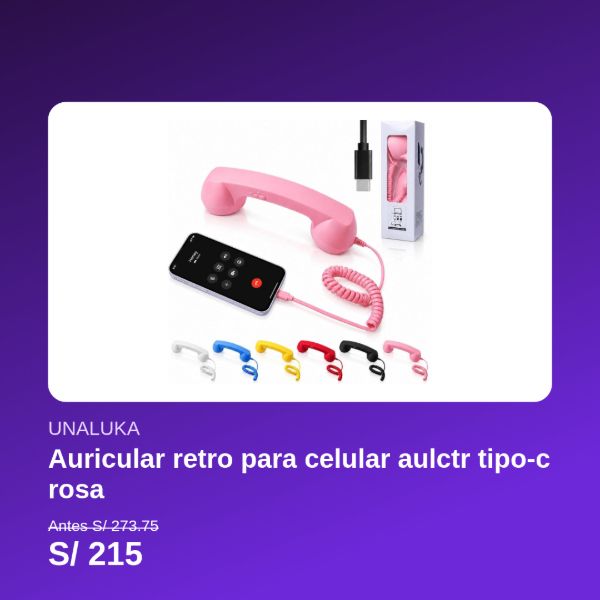 UNALUKA
Auricular retro para celular aulctr tipo-c
rosa
Antes S/ 273.75
S/ 215